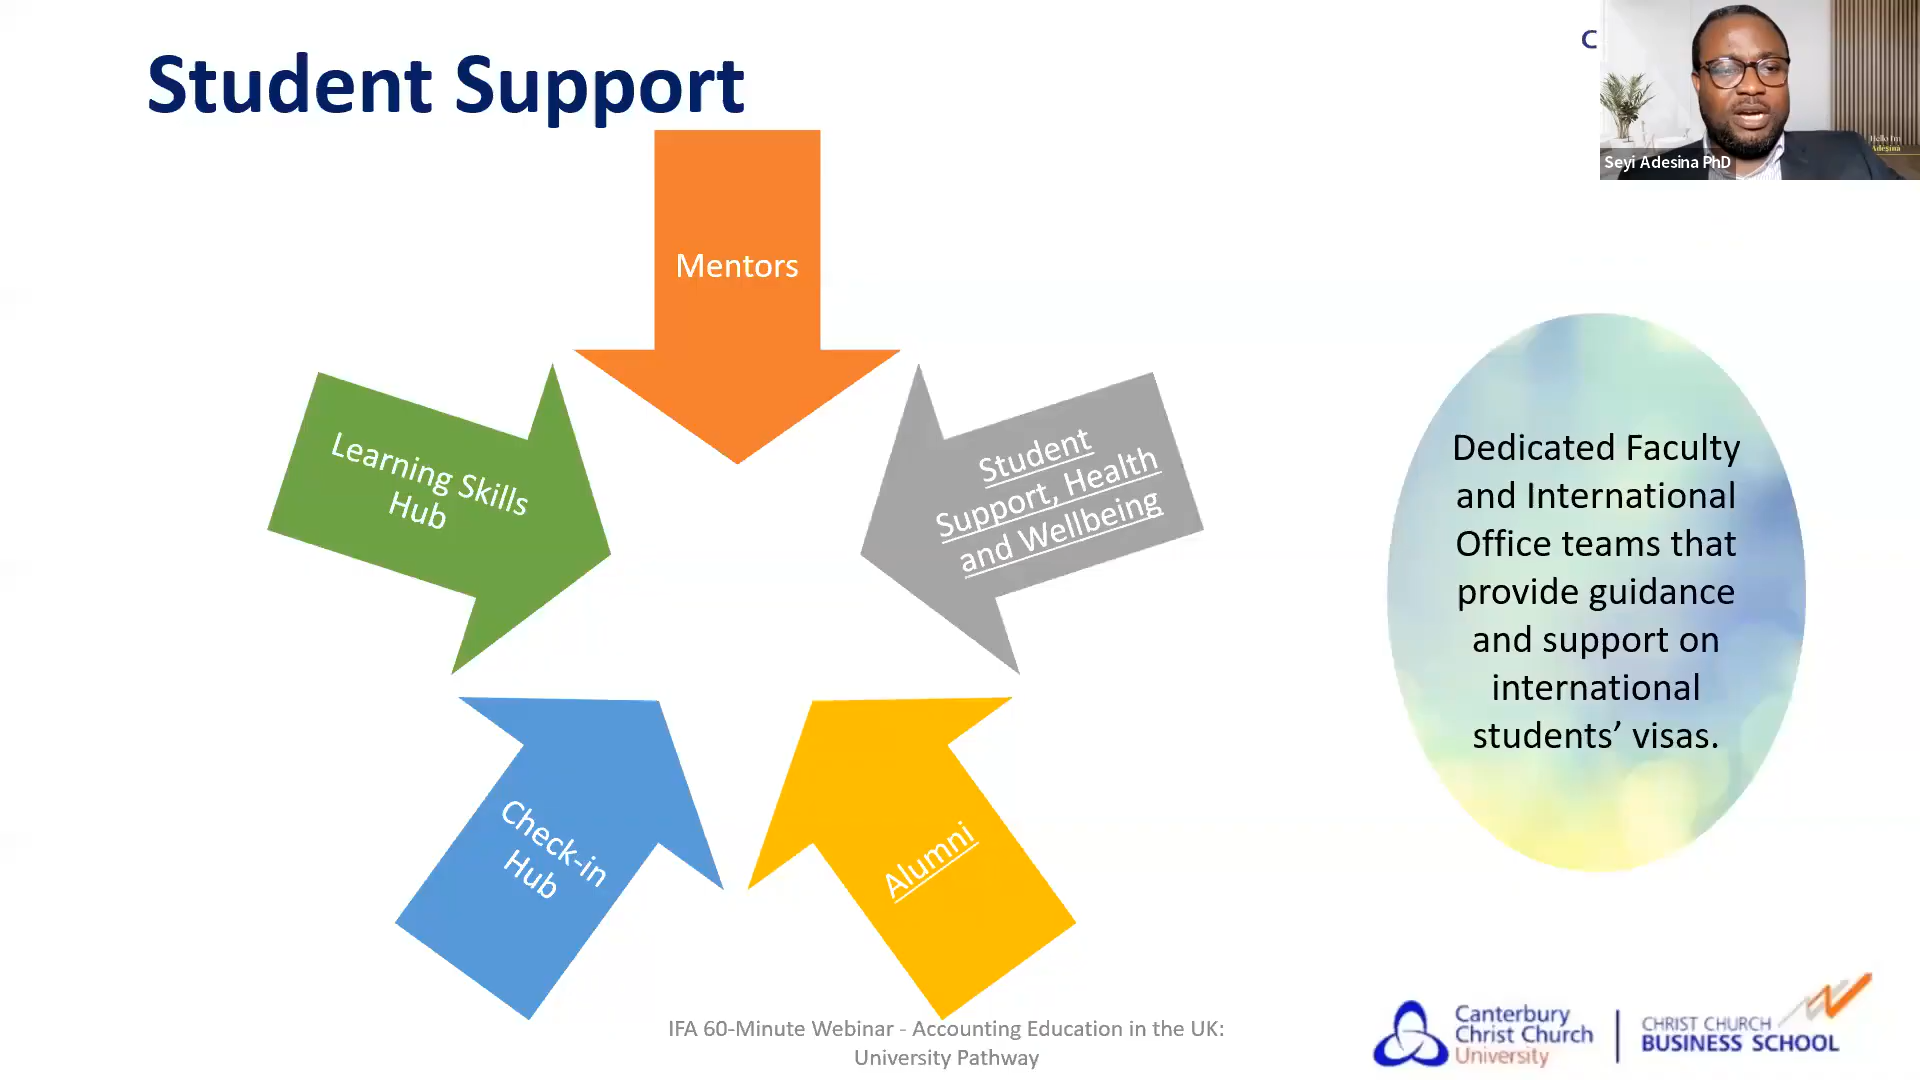 Student Support
C
Seyi Adesina PhD
Hello I'm
Adesina
Mentors
Learning Skills
Hub
Student
Support, Health
and Wellbeing
Check-in
Hub
Alumni
Dedicated Faculty
and International
Office teams that
provide guidance
and support on
international
students’ visas.
IFA 60-Minute Webinar - Accounting Education in the UK:
University Pathway
Canterbury
Christ Church
University
CHRIST CHURCH
BUSINESS SCHOOL